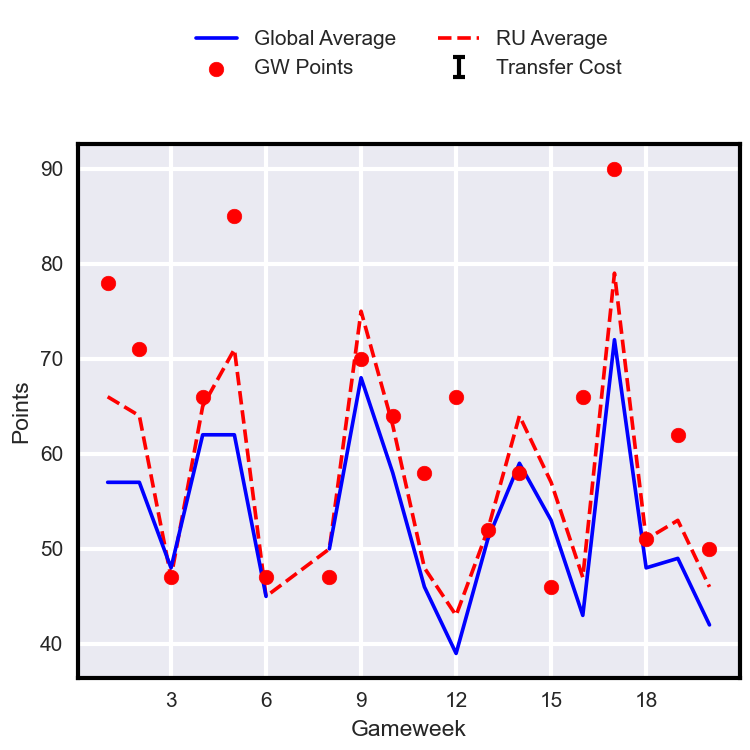 Global Average
RU Average
GW Points
Transfer Cost
90
80
70
60
50
40
Points
3 6 9 12 15 18
Gameweek